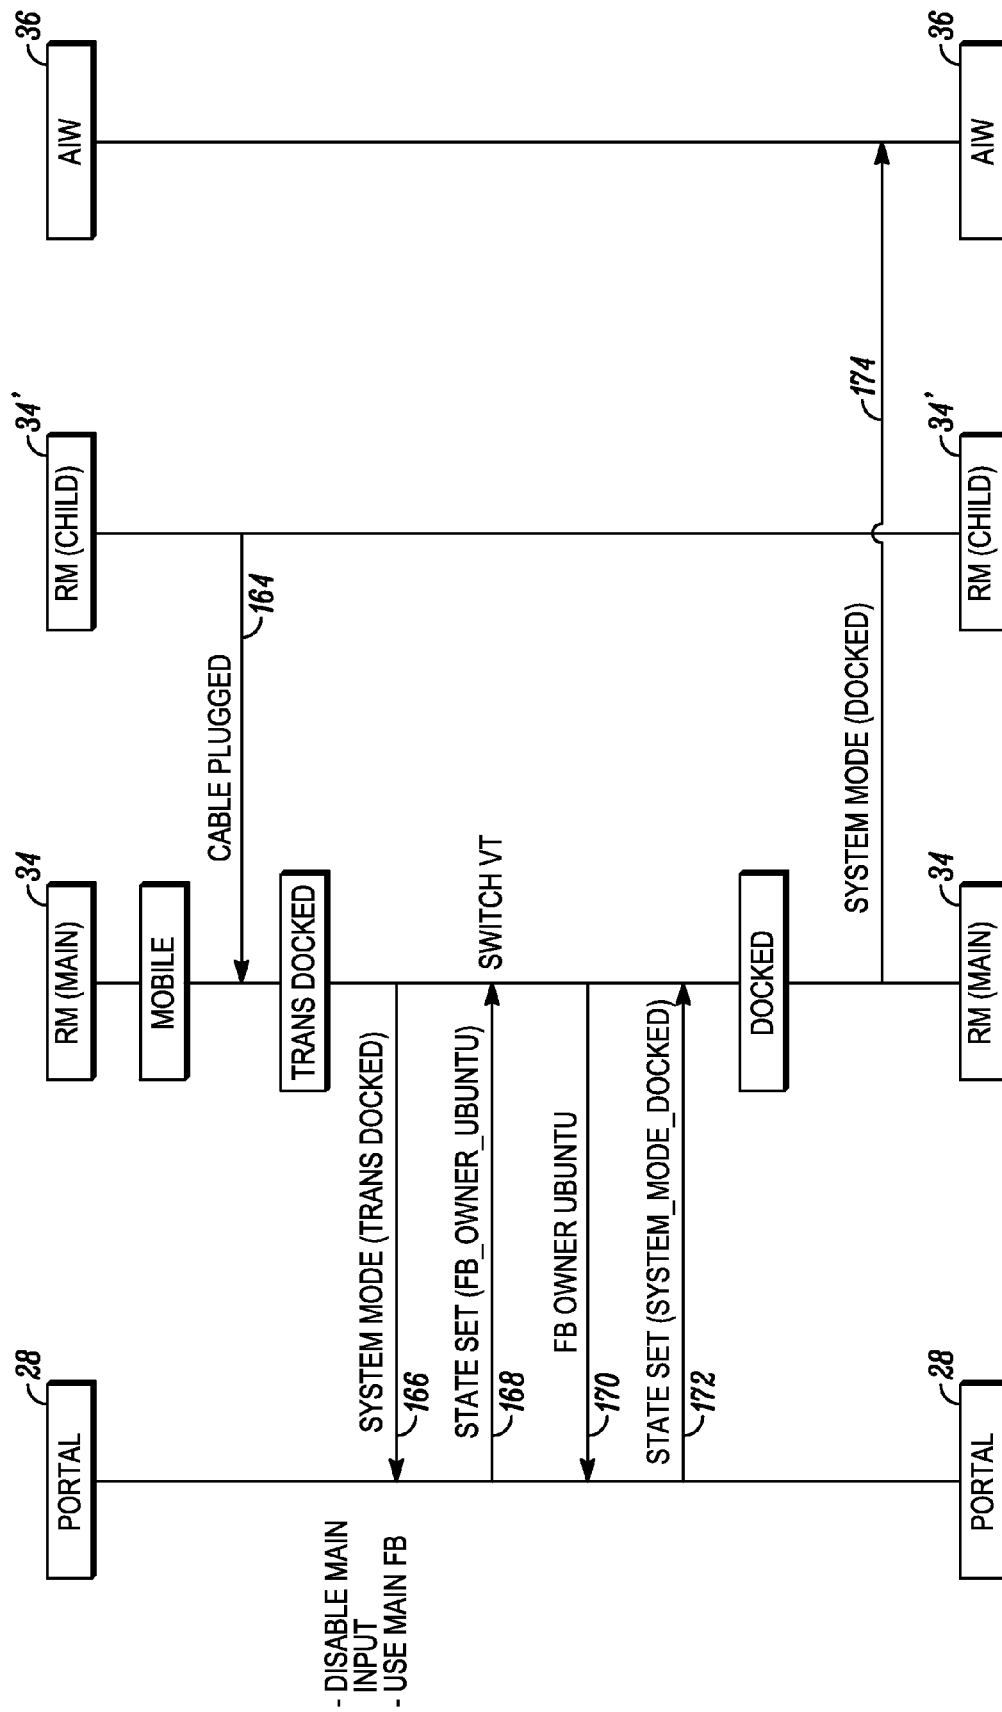 PORTAL
28
RM (MAIN)
34
RM (CHILD)
34'
AIW
36
MOBILE
CABLE PLUGGED
164
TRANS DOCKED
- DISABLE MAIN
INPUT
- USE MAIN FB
SYSTEM MODE (TRANS DOCKED)
166
STATE SET (FB_OWNER_UBUNTU)
168
SWITCH VT
FB OWNER UBUNTU
170
STATE SET (SYSTEM_MODE_DOCKED)
172
DOCKED
SYSTEM MODE (DOCKED)
174
PORTAL
28
RM (MAIN)
34
RM (CHILD)
34'
AIW
36